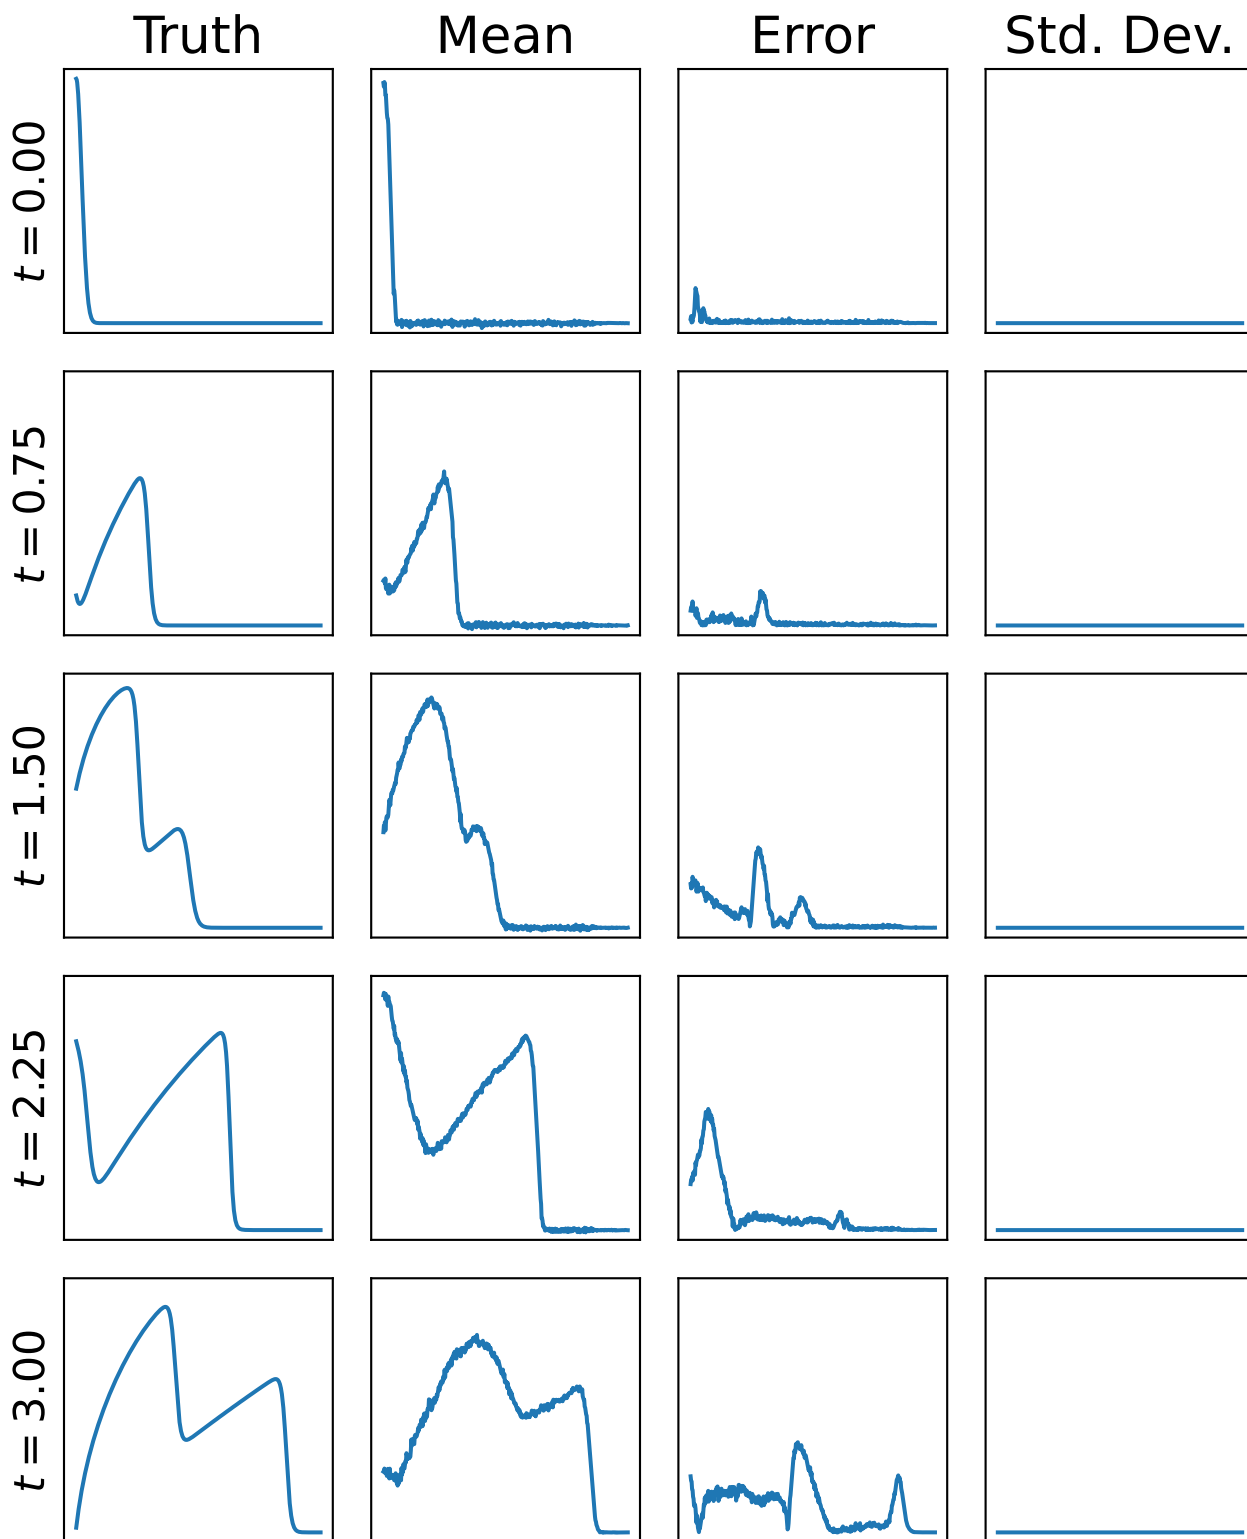 Truth Mean Error Std. Dev.
t = 0.00
t = 0.75
t = 1.50
t = 2.25
t = 3.00